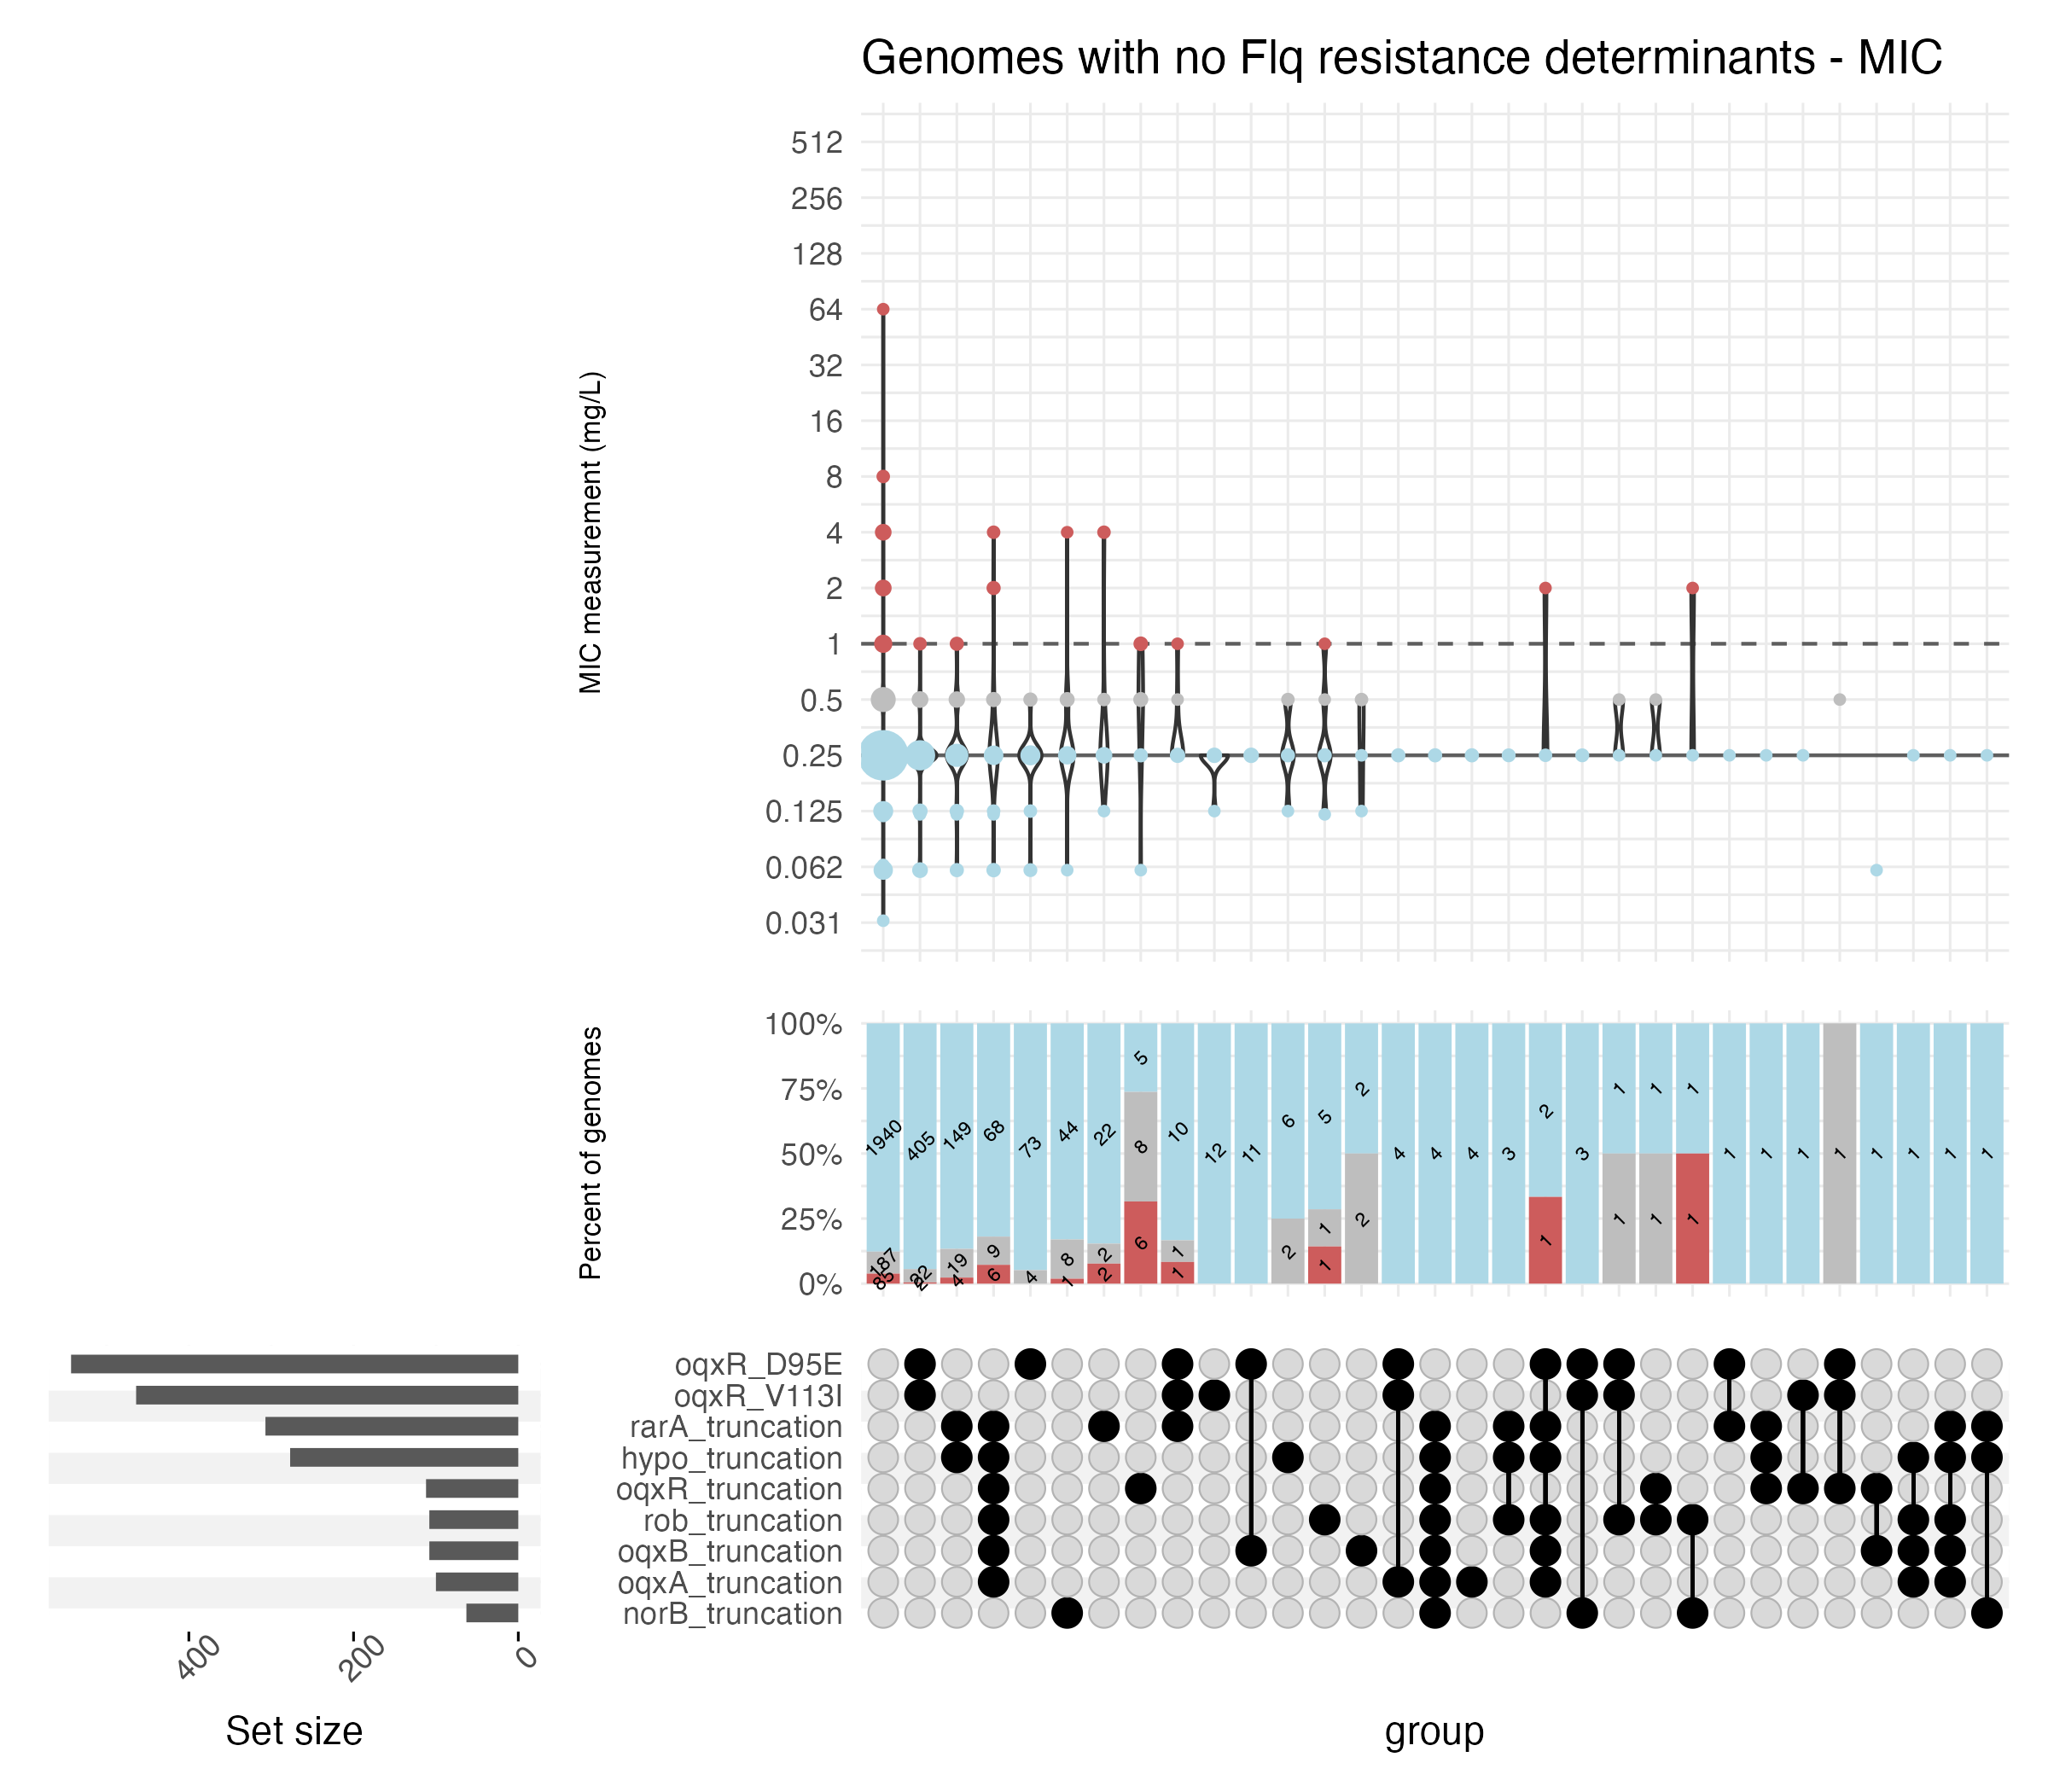 Genomes with no Flq resistance determinants - MIC
MIC measurement (mg/L)
512
256
128
64
32
16
8
4
2
1
0.5
0.25
0.125
0.062
0.031
Percent of genomes
100%
75%
50%
25%
0%
1940 405 149 68 73 44 22 5 10 12 11 6 5 2 4 4 4 3 2 3 1 1 1 1 1 1 1 1 1 1 1
187 22 19 9 4 8 2 8 1 2 1 2 1 1
85 2 4 6 1 2 6 1 1 1 1
oqxR_D95E
oqxR_V113I
rarA_truncation
hypo_truncation
oqxR_truncation
rob_truncation
oqxB_truncation
oqxA_truncation
norB_truncation
400 200 0
Set size
group